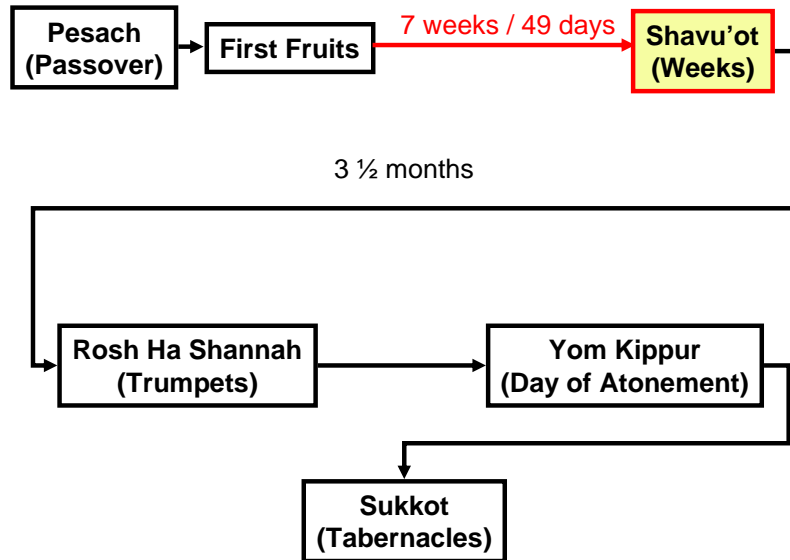 Pesach
(Passover)
First Fruits
7 weeks / 49 days
Shavu’ot
(Weeks)
3 ½ months
Rosh Ha Shannah
(Trumpets)
Yom Kippur
(Day of Atonement)
Sukkot
(Tabernacles)